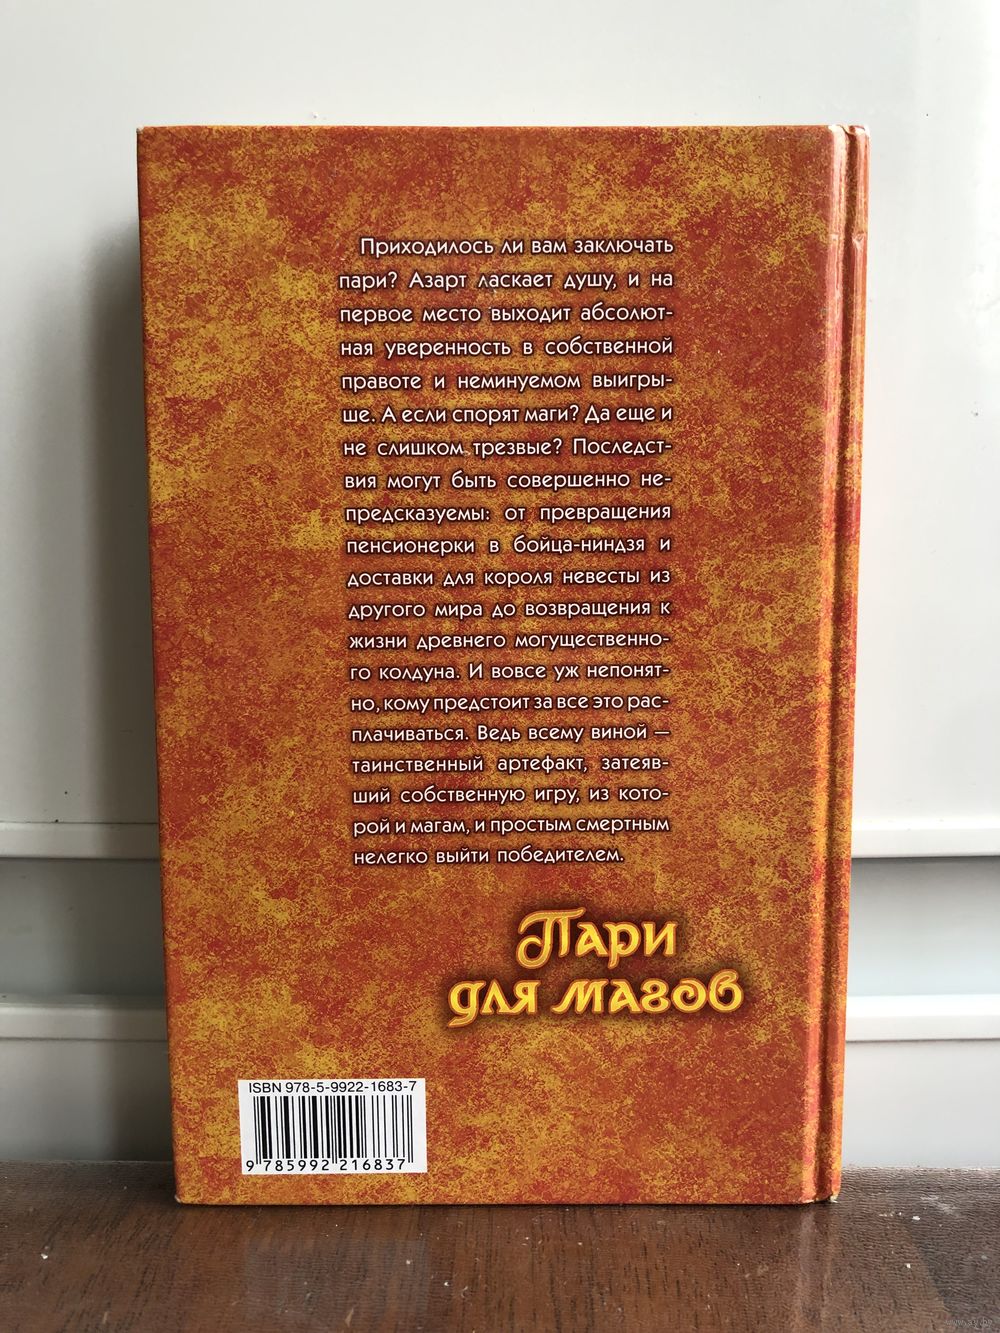 Приходилось ли вам заключать
пари? Азарт ласкает душу, и на
первое место выходит абсолют-
ная уверенность в собственной
правоте и неминуемом выигры-
ше. А если спорят маги? Да еще и
не слишком трезвые? Последст-
вия могут быть совершенно не-
предсказуемы: от превращения
пенсионерки в бойца-ниндзя и
доставки для короля невесты из
другого мира до возвращения к
жизни древнего могущественно-
го колдуна. И вовсе уж непонят-
но, кому предстоит за все это рас-
плачиваться. Ведь всему виной —
таинственный артефакт, затеяв-
ший собственную игру, из кото-
рой и магам, и простым смертным
нелегко выйти победителем.
Пари
для магов
ISBN 978-5-9922-1683-7
9 785992 216837